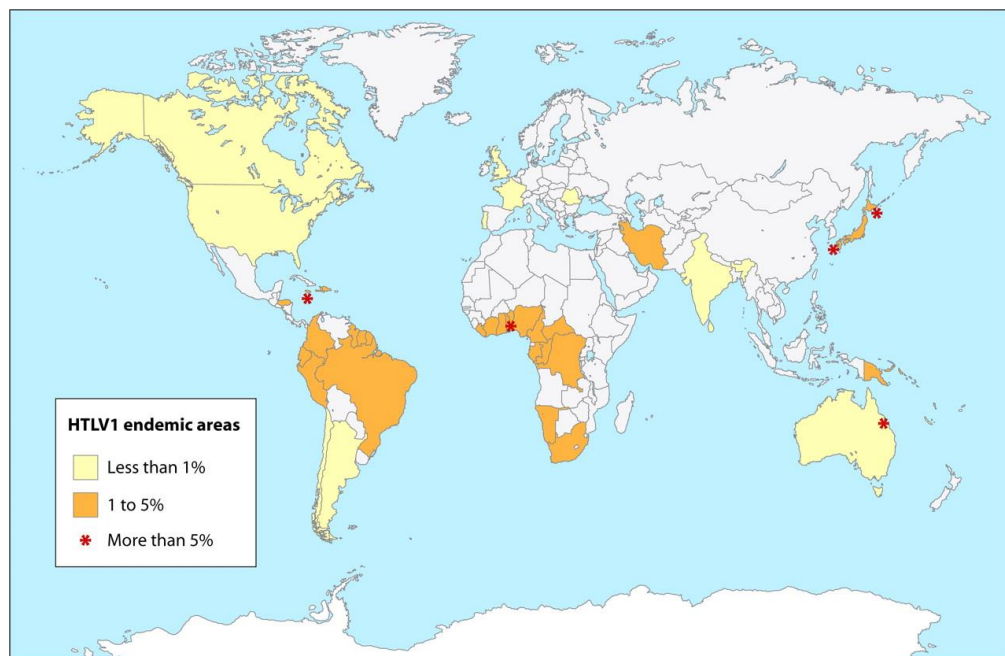 HTLV1 endemic areas
Less than 1%
1 to 5%
More than 5%